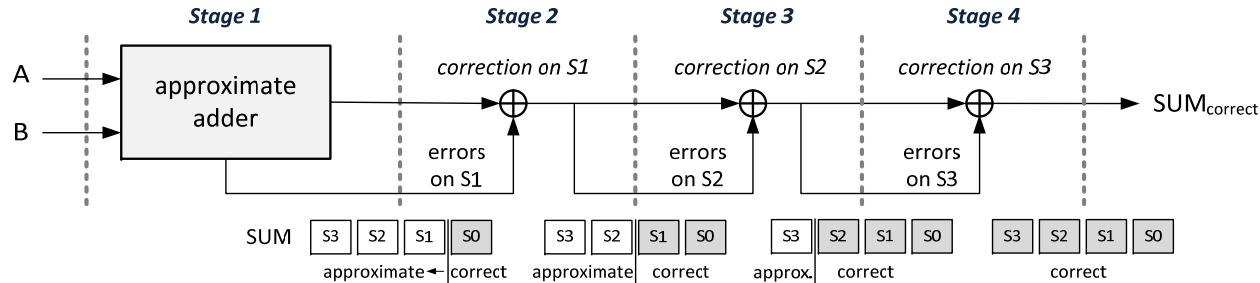 Stage 1 Stage 2 Stage 3 Stage 4
A
B
approximate
adder
correction on S1 correction on S2 correction on S3
SUMcorrect
errors
on S1
errors
on S2
errors
on S3
SUM S3 S2 S1 S0 S3 S2 S1 S0 S3 S2 S1 S0 S3 S2 S1 S0
approximate correct approximate correct approx. correct correct